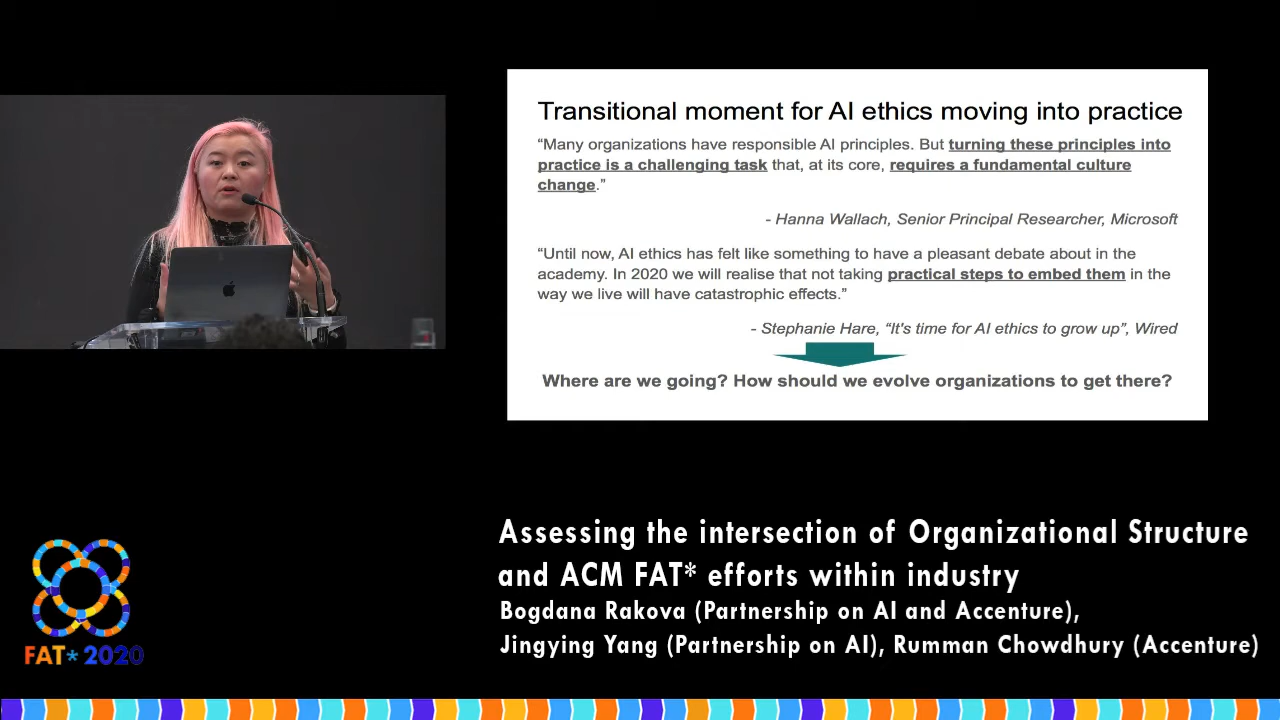 Transitional moment for AI ethics moving into practice
“Many organizations have responsible AI principles. But turning these principles into
practice is a challenging task that, at its core, requires a fundamental culture
change.”
- Hanna Wallach, Senior Principal Researcher, Microsoft
“Until now, AI ethics has felt like something to have a pleasant debate about in the
academy. In 2020 we will realise that not taking practical steps to embed them in the
way we live will have catastrophic effects.”
- Stephanie Hare, “It's time for AI ethics to grow up”, Wired
Where are we going? How should we evolve organizations to get there?
Assessing the intersection of Organizational Structure
and ACM FAT* efforts within industry
Bogdana Rakova (Partnership on AI and Accenture),
Jingying Yang (Partnership on AI), Rumman Chowdhury (Accenture)
FAT* 2020